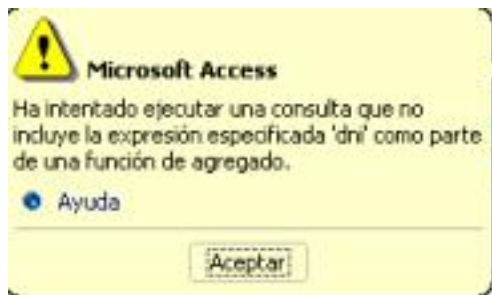 Microsoft Access
Ha intentado ejecutar una consulta que no
incluye la expresión especificada 'dni' como parte
de una función de agregado.
Ayuda
Aceptar